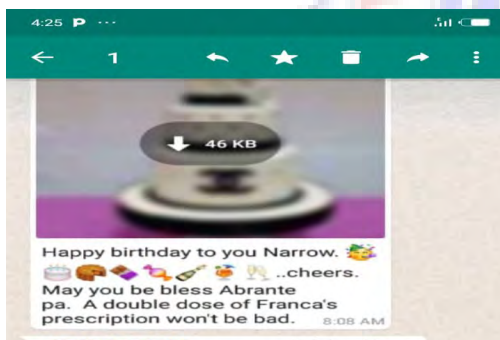 4:25 P ...
1
46 KB
Happy birthday to you Narrow. 🥳
🎂🥮🍫🍬🍾🍹🥂..cheers.
May you be bless Abrante
pa. A double dose of Franca's
prescription won't be bad. 8:08 AM